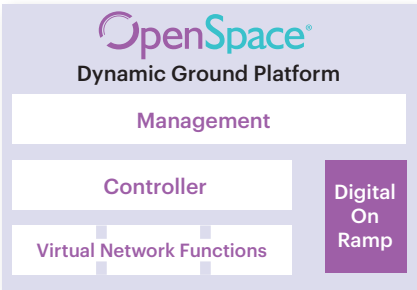 OpenSpace®
Dynamic Ground Platform
Management
Controller
Digital
On
Ramp
Virtual Network Functions